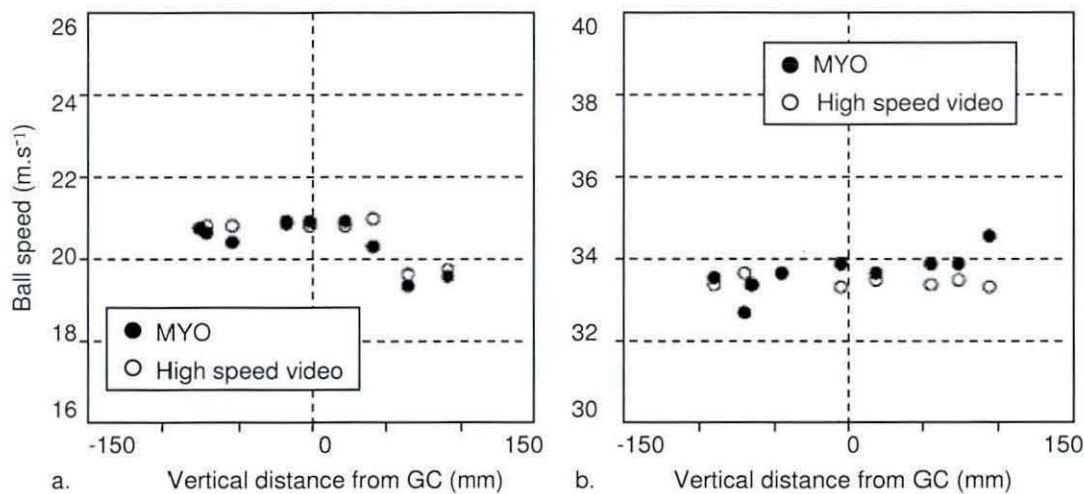 Ball speed (m.s⁻¹)
26
24
22
20
18
16
MYO
High speed video
-150
0
150
a.
Vertical distance from GC (mm)
40
38
36
34
32
30
MYO
High speed video
-150
0
150
b.
Vertical distance from GC (mm)